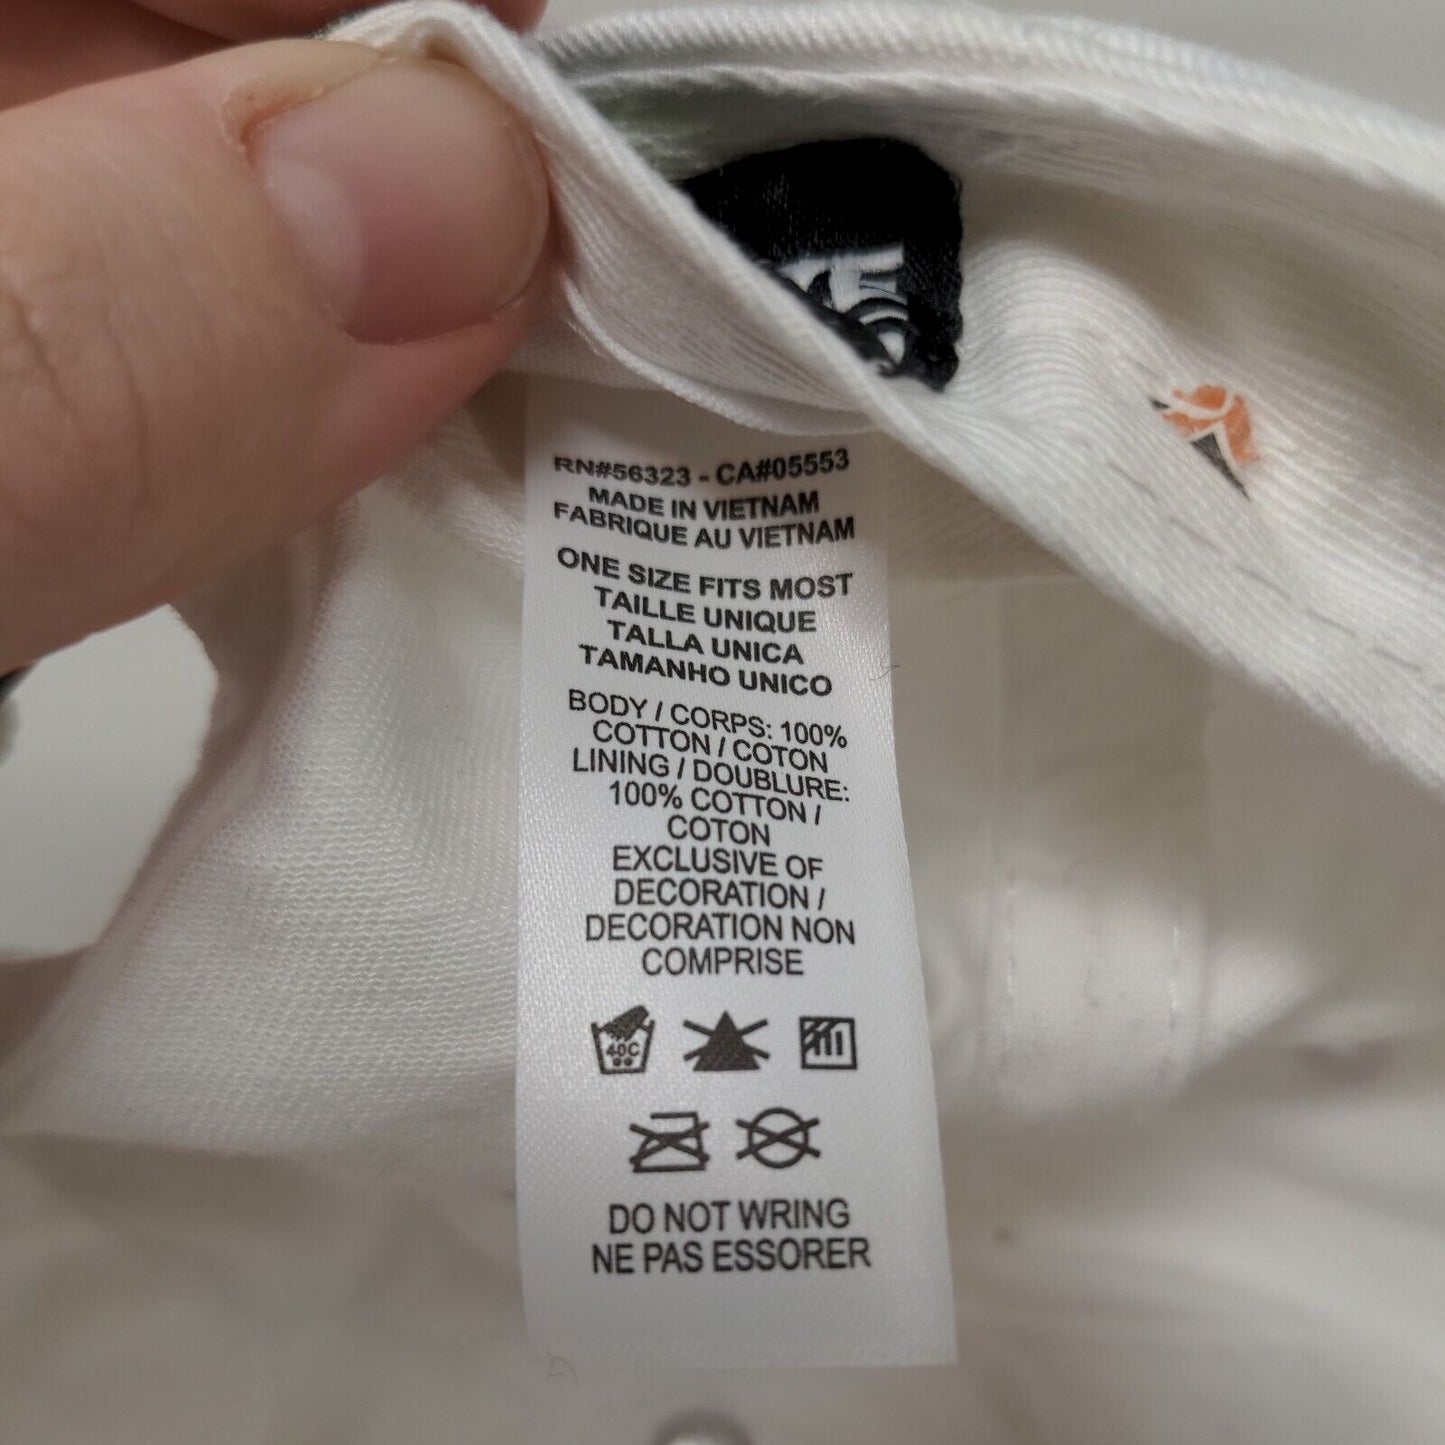 RN#56323 - CA#05553
MADE IN VIETNAM
FABRIQUE AU VIETNAM
ONE SIZE FITS MOST
TAILLE UNIQUE
TALLA UNICA
TAMANHO UNICO
BODY / CORPS: 100%
COTTON / COTON
LINING / DOUBLURE:
100% COTTON /
COTON
EXCLUSIVE OF
DECORATION /
DECORATION NON
COMPRISE
40C
DO NOT WRING
NE PAS ESSORER